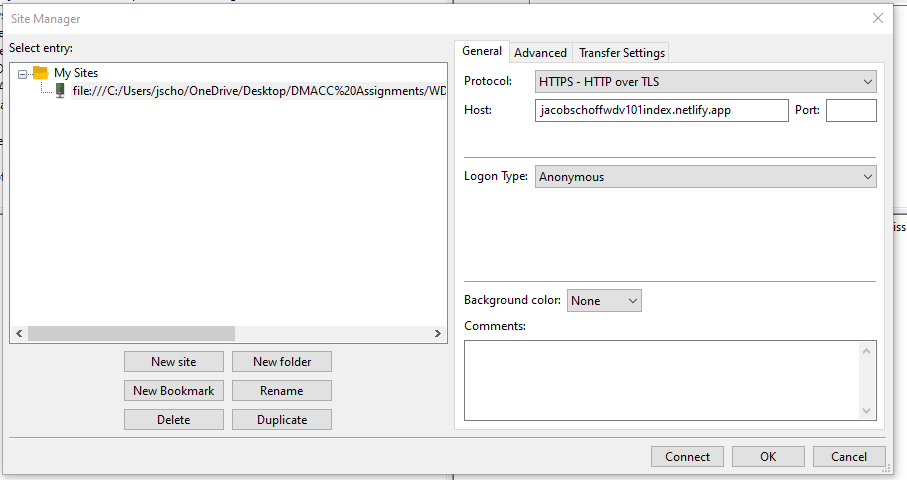 Site Manager
Select entry:
My Sites
file:///C:/Users/jscho/OneDrive/Desktop/DMACC%20Assignments/WD
New site
New folder
New Bookmark
Rename
Delete
Duplicate
General
Advanced
Transfer Settings
Protocol:
HTTPS - HTTP over TLS
Host:
jacobschoffwdv101index.netlify.app
Port:
Logon Type:
Anonymous
Background color:
None
Comments:
Connect
OK
Cancel
iss